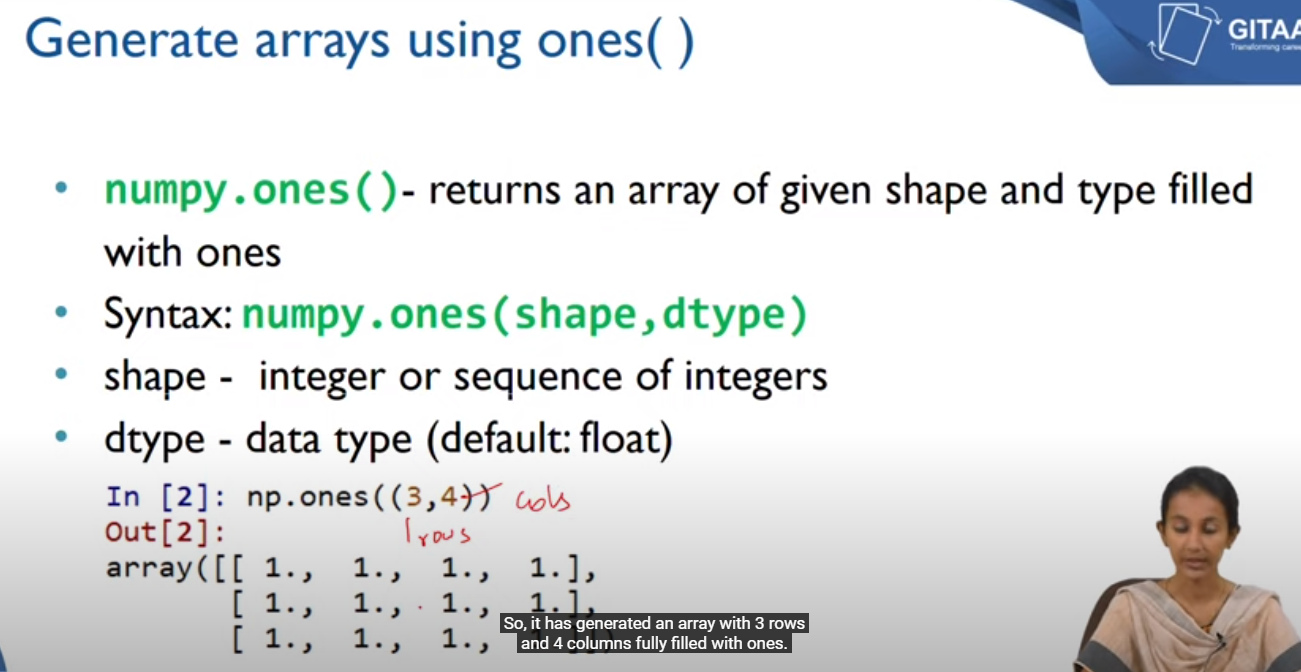 Generate arrays using ones( )
GITAA
Transforming
• numpy.ones()- returns an array of given shape and type filled
with ones
• Syntax: numpy.ones(shape,dtype)
• shape - integer or sequence of integers
• dtype - data type (default: float)
In [2]: np.ones((3,4)) cols
Out[2]: rows
array([[ 1., 1., 1., 1.],
[ 1., 1., 1., 1.],
[ 1., 1., 1.,
So, it has generated an array with 3 rows
and 4 columns fully filled with ones.